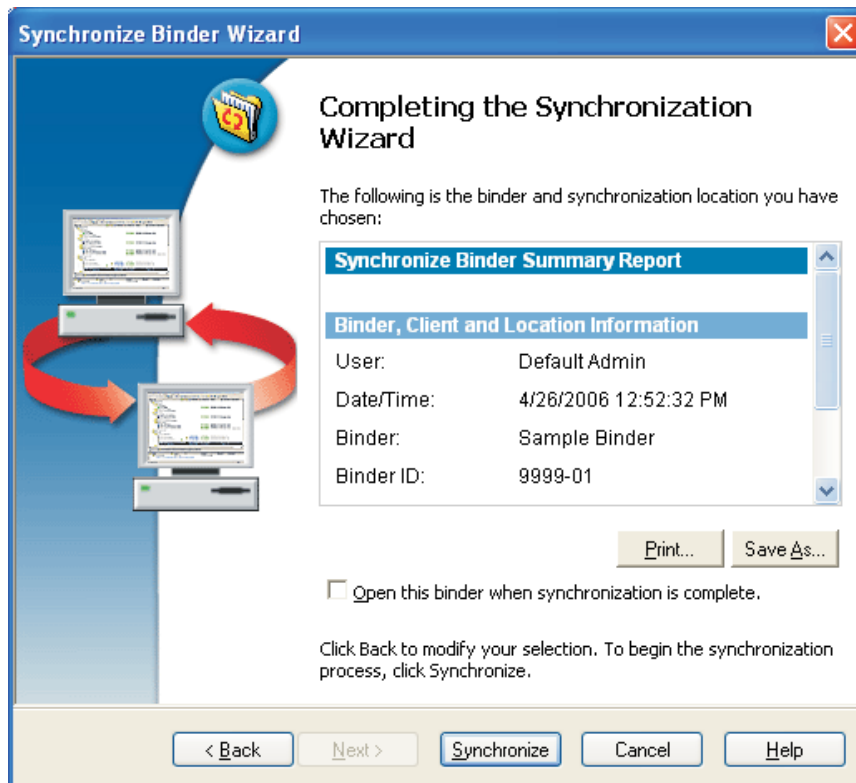 Synchronize Binder Wizard
Completing the Synchronization
Wizard
The following is the binder and synchronization location you have
chosen:
Synchronize Binder Summary Report
Binder, Client and Location Information
User: Default Admin
Date/Time: 4/26/2006 12:52:32 PM
Binder: Sample Binder
Binder ID: 9999-01
Print... Save As...
Open this binder when synchronization is complete.
Click Back to modify your selection. To begin the synchronization
process, click Synchronize.
< Back Next > Synchronize Cancel Help